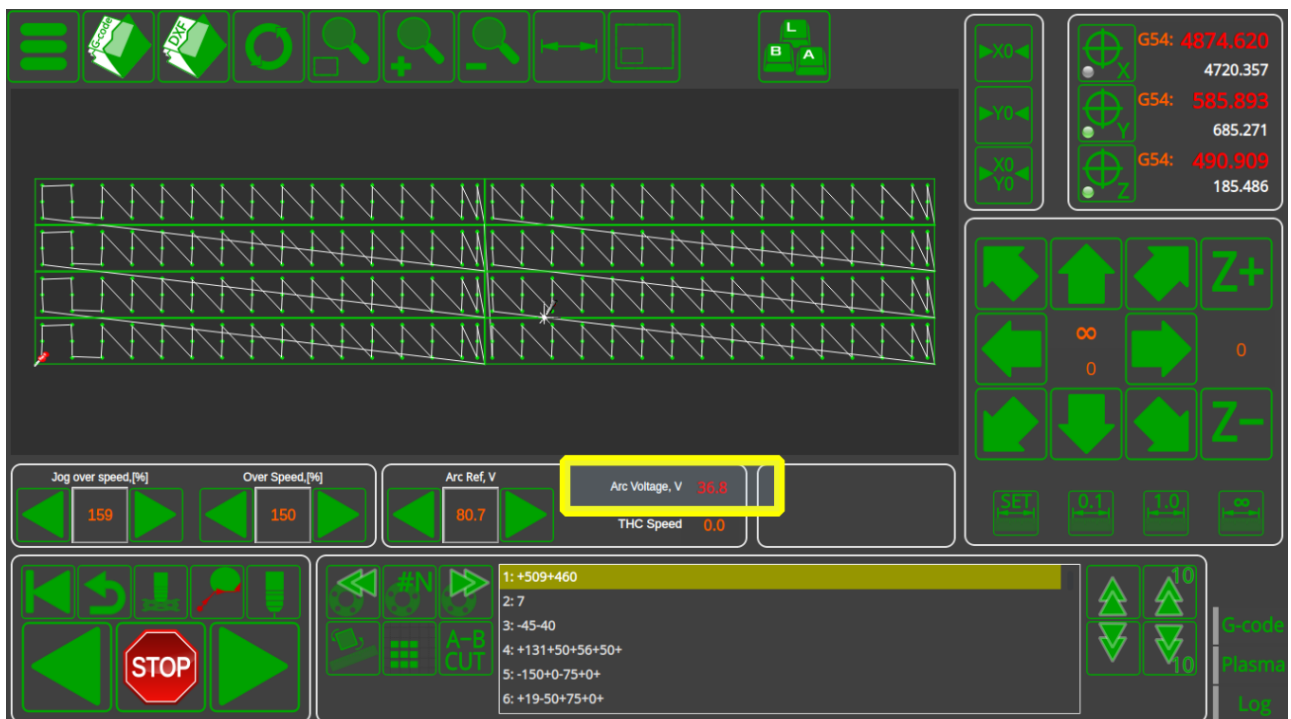 G-code
DXF
L
B A
X0
Y0
X0
Y0
X
G54: 4874.620
4720.357
Y
G54: 585.893
685.271
Z
G54: 490.909
185.486
Z+
∞
0
0
Z-
SET 0.1 1.0 ∞
Jog over speed,[%] Over Speed,[%] Arc Ref, V
159 150 80.7
Arc Voltage, V 36.8
THC Speed 0.0
#N
A-B
CUT
STOP
1: +509+460
2: 7
3: -45-40
4: +131+50+56+50+
5: -150+0-75+0+
6: +19-50+75+0+
10
10
G-code
Plasma
Log